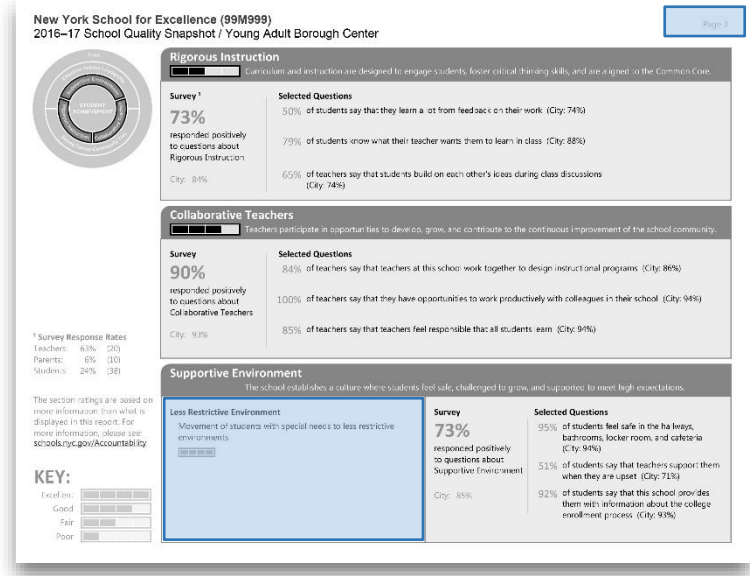 New York School for Excellence (99M999)
2016–17 School Quality Snapshot / Young Adult Borough Center
Page 3
STUDENT
ACHIEVEMENT
Rigorous Instruction
Curriculum and instruction are designed to engage students, foster critical thinking skills, and are aligned to the Common Core.
Survey ¹
73%
responded positively
to questions about
Rigorous Instruction
City: 84%
Selected Questions
50% of students say that they learn a lot from feedback on their work (City: 74%)
79% of students know what their teacher wants them to learn in class (City: 88%)
65% of teachers say that students build on each other's ideas during class discussions
(City: 74%)
Collaborative Teachers
Teachers participate in opportunities to develop, grow, and contribute to the continuous improvement of the school community.
Survey
90%
responded positively
to questions about
Collaborative Teachers
City: 93%
Selected Questions
84% of teachers say that teachers at this school work together to design instructional programs (City: 86%)
100% of teachers say that they have opportunities to work productively with colleagues in their school (City: 94%)
85% of teachers say that teachers feel responsible that all students learn (City: 94%)
¹ Survey Response Rates
Teachers: 63% (20)
Parents: 6% (10)
Students: 24% (38)
The section ratings are based on
more information than what is
displayed in this report. For
more information, please see:
schools.nyc.gov/Accountability
KEY:
Excellent
Good
Fair
Poor
Supportive Environment
The school establishes a culture where students feel safe, challenged to grow, and supported to meet high expectations.
Less Restrictive Environment
Movement of students with special needs to less restrictive
environments
Survey
73%
responded positively
to questions about
Supportive Environment
City: 85%
Selected Questions
95% of students feel safe in the hallways,
bathrooms, locker room, and cafeteria
(City: 94%)
51% of students say that teachers support them
when they are upset (City: 71%)
92% of students say that this school provides
them with information about the college
enrollment process (City: 93%)